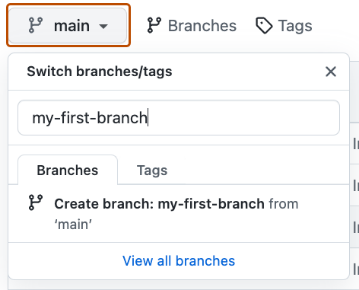 main Branches Tags
Switch branches/tags
my-first-branch
Branches Tags
Create branch: my-first-branch from
‘main’
View all branches